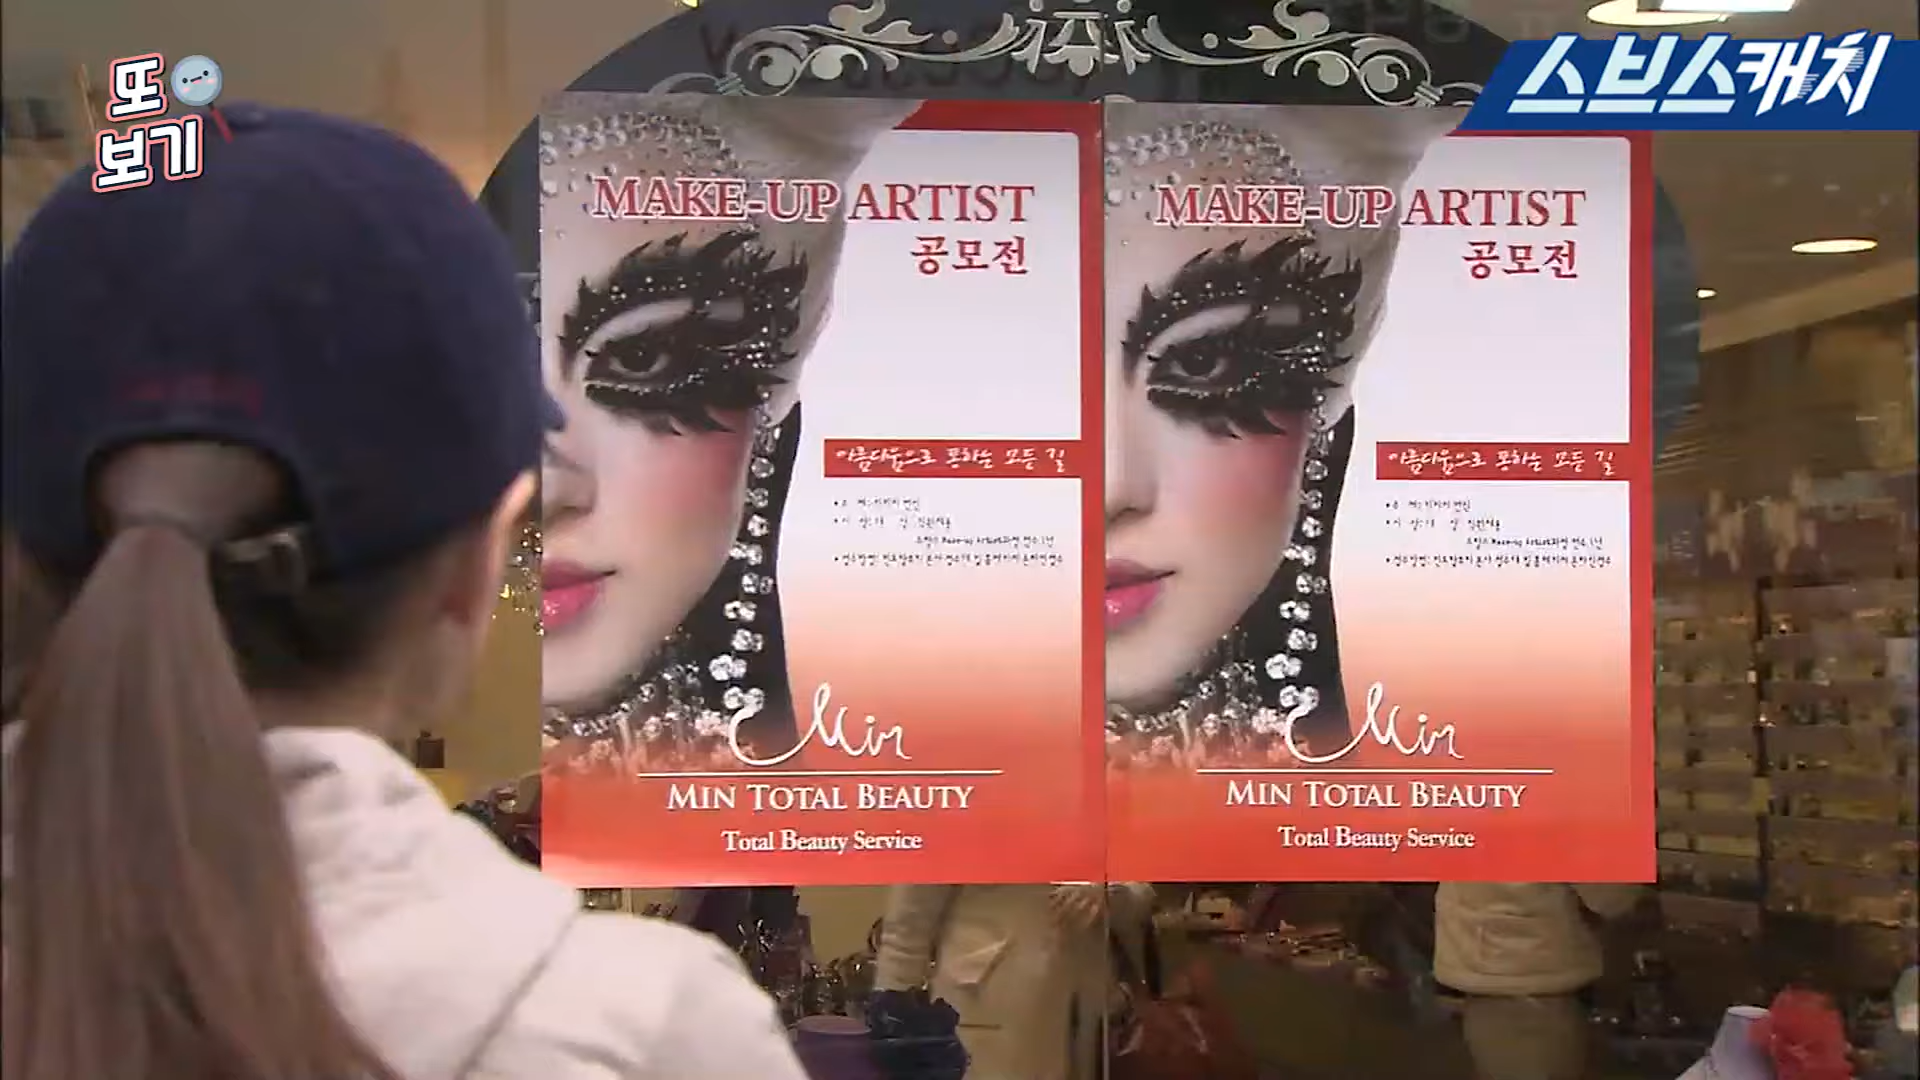 또
보기
스브스캐치
MAKE-UP ARTIST
공모전
아름다움으로 통하는 모든 길
Min
MIN TOTAL BEAUTY
Total Beauty Service
MAKE-UP ARTIST
공모전
아름다움으로 통하는 모든 길
Min
MIN TOTAL BEAUTY
Total Beauty Service